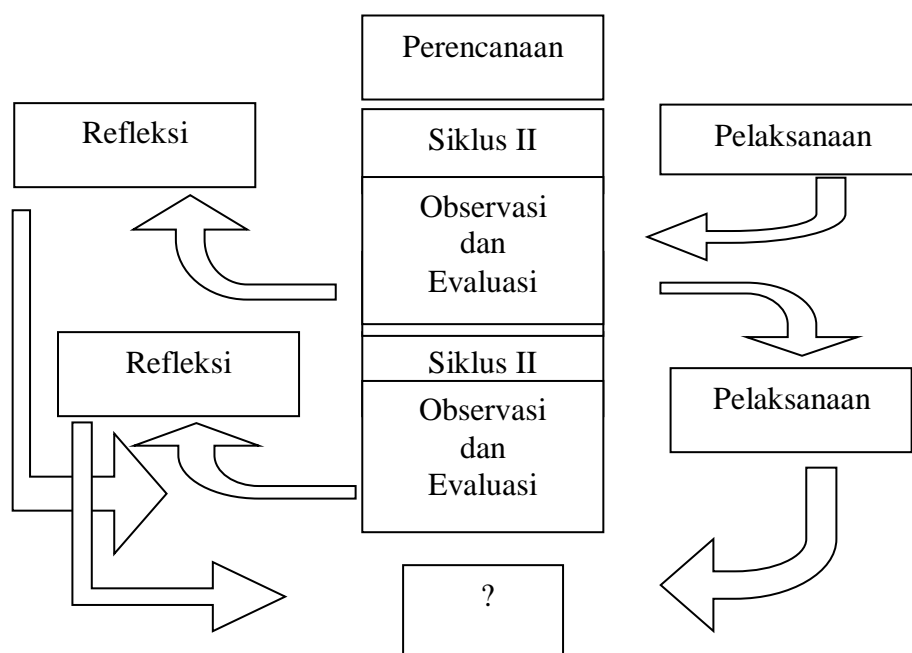 Perencanaan
Refleksi
Siklus II
Pelaksanaan
Observasi
dan
Evaluasi
Refleksi
Siklus II
Pelaksanaan
Observasi
dan
Evaluasi
?